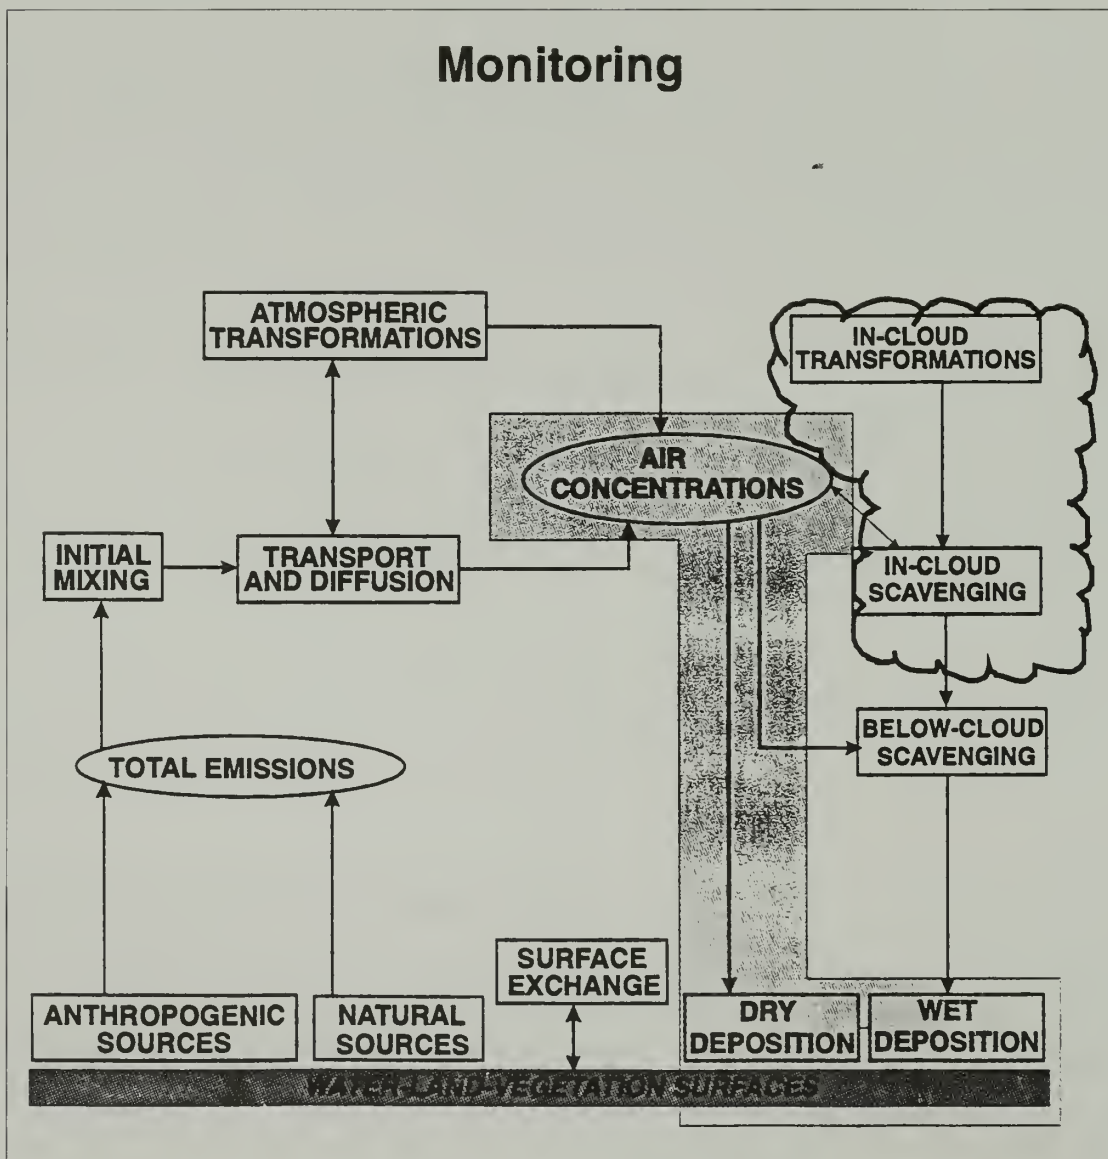 Monitoring
ATMOSPHERIC
TRANSFORMATIONS
IN-CLOUD
TRANSFORMATIONS
AIR
CONCENTRATIONS
INITIAL
MIXING
TRANSPORT
AND DIFFUSION
IN-CLOUD
SCAVENGING
BELOW-CLOUD
SCAVENGING
TOTAL EMISSIONS
SURFACE
EXCHANGE
ANTHROPOGENIC
SOURCES
NATURAL
SOURCES
DRY
DEPOSITION
WET
DEPOSITION
WATER-LAND-VEGETATION SURFACES